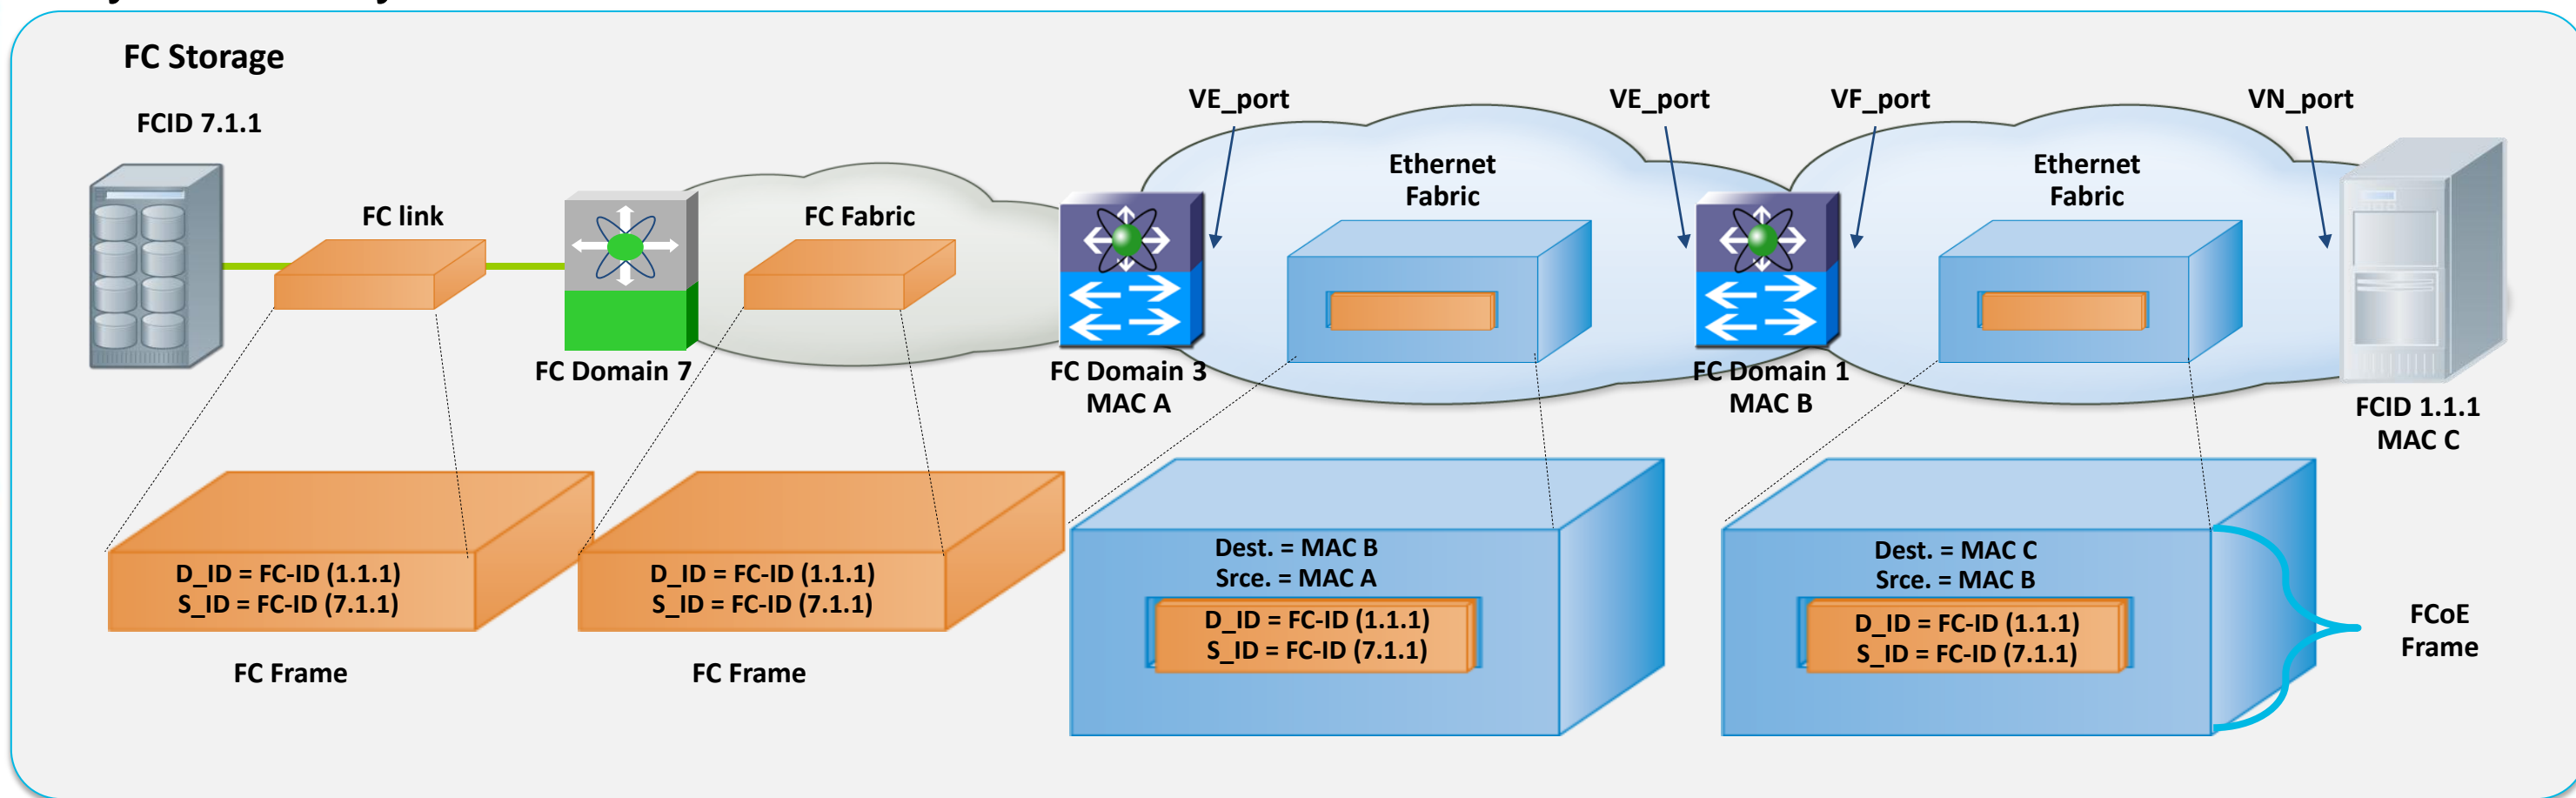 FC Storage
FCID 7.1.1
FC link
FC Domain 7
FC Fabric
VE_port
FC Domain 3
MAC A
Ethernet
Fabric
VE_port
FC Domain 1
MAC B
VF_port
Ethernet
Fabric
VN_port
FCID 1.1.1
MAC C
D_ID = FC-ID (1.1.1)
S_ID = FC-ID (7.1.1)
FC Frame
D_ID = FC-ID (1.1.1)
S_ID = FC-ID (7.1.1)
FC Frame
Dest. = MAC B
Srce. = MAC A
D_ID = FC-ID (1.1.1)
S_ID = FC-ID (7.1.1)
Dest. = MAC C
Srce. = MAC B
D_ID = FC-ID (1.1.1)
S_ID = FC-ID (7.1.1)
FCoE
Frame